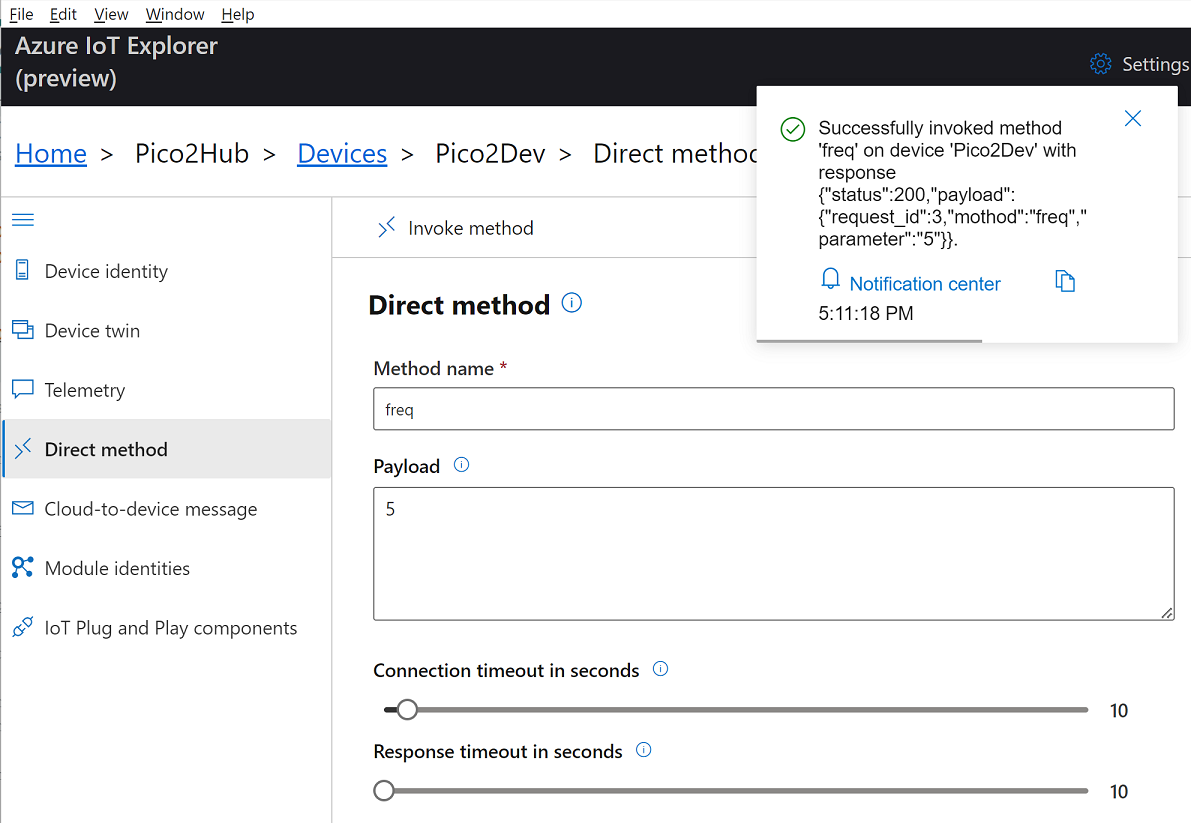 File Edit View Window Help
Azure IoT Explorer
(preview)
Settings
Home > Pico2Hub > Devices > Pico2Dev > Direct method
Successfully invoked method
'freq' on device 'Pico2Dev' with
response
{"status":200,"payload":
{"request_id":3,"mothod":"freq","
parameter":"5"}}.
Notification center
5:11:18 PM
Device identity
Device twin
Telemetry
Direct method
Cloud-to-device message
Module identities
IoT Plug and Play components
Invoke method
Direct method
Method name *
freq
Payload
5
Connection timeout in seconds
10
Response timeout in seconds
10